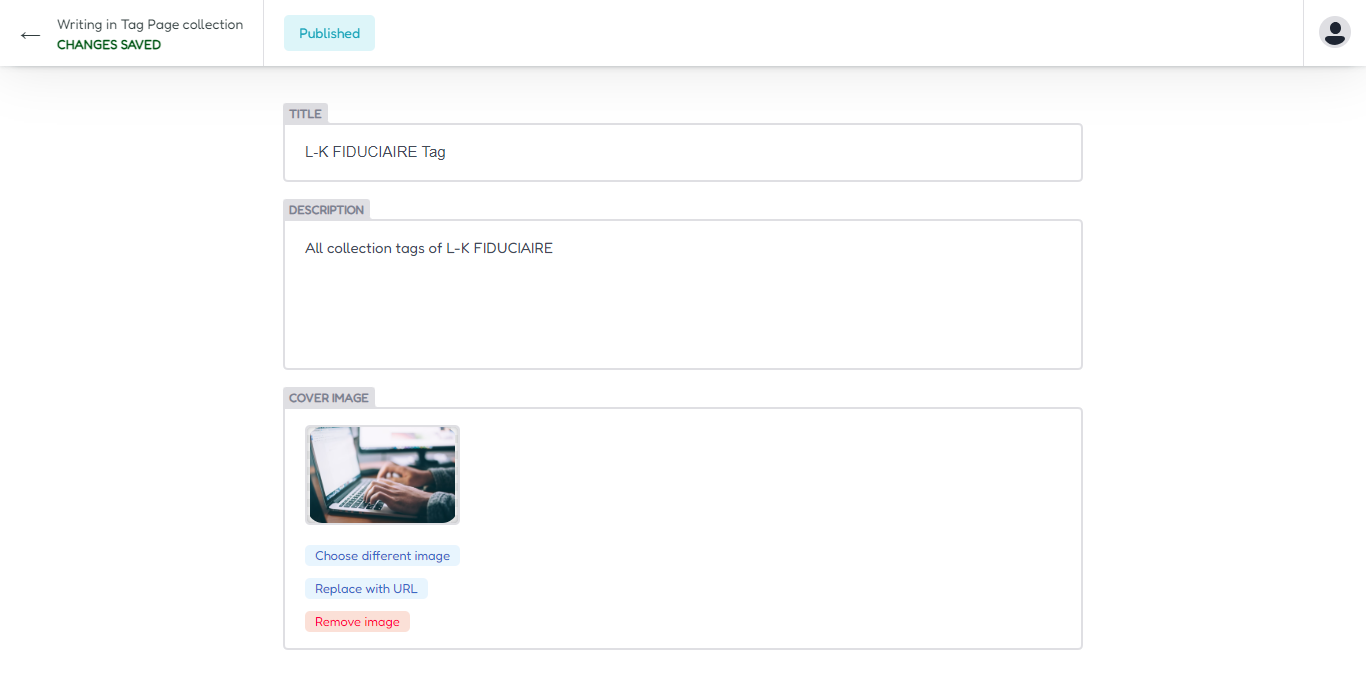 Writing in Tag Page collection
CHANGES SAVED
Published
TITLE
L-K FIDUCIAIRE Tag
DESCRIPTION
All collection tags of L-K FIDUCIAIRE
COVER IMAGE
Choose different image
Replace with URL
Remove image